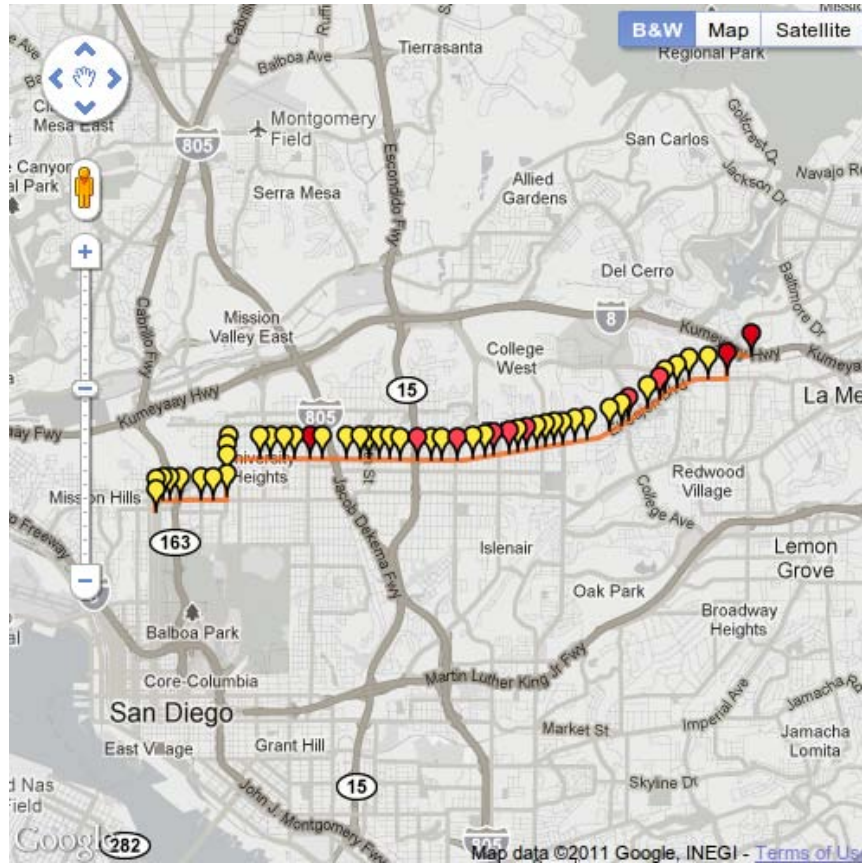 Balboa Ave
Cabrillo
Tierrasanta
B&W Map Satellite
Regional Park
Mesa East
Montgomery
Field
805
San Carlos
Golfcrest Dr
e Canyon
al Park
Escondido Fwy
Serra Mesa
Allied
Gardens
Jackson Dr
Navajo
+
Cabrillo Fwy
Mission
Valley East
Del Cerro
8
Baltimore Dr
College
West
Kumeyaay Hwy
La Me
Kumeyaay Hwy
15
805
ay Fwy
Heights
Mission Hills
Redwood
Village
College Ave
o Freeway
163
Jacob Dekema Fwy
Islenair
Lemon
Grove
−
Oak Park
Balboa Park
Broadway
Heights
Core-Columbia
Martin Luther King Jr Fwy
San Diego
Imperial Ave
Jamacha
East Village
Grant Hill
Market St
Jamacha
Lomita
d Nas
Field
15
Skyline Dr
John J. Montgomery Fwy
Google
282
805
Map data ©2011 Google, INEGI - Terms of Use